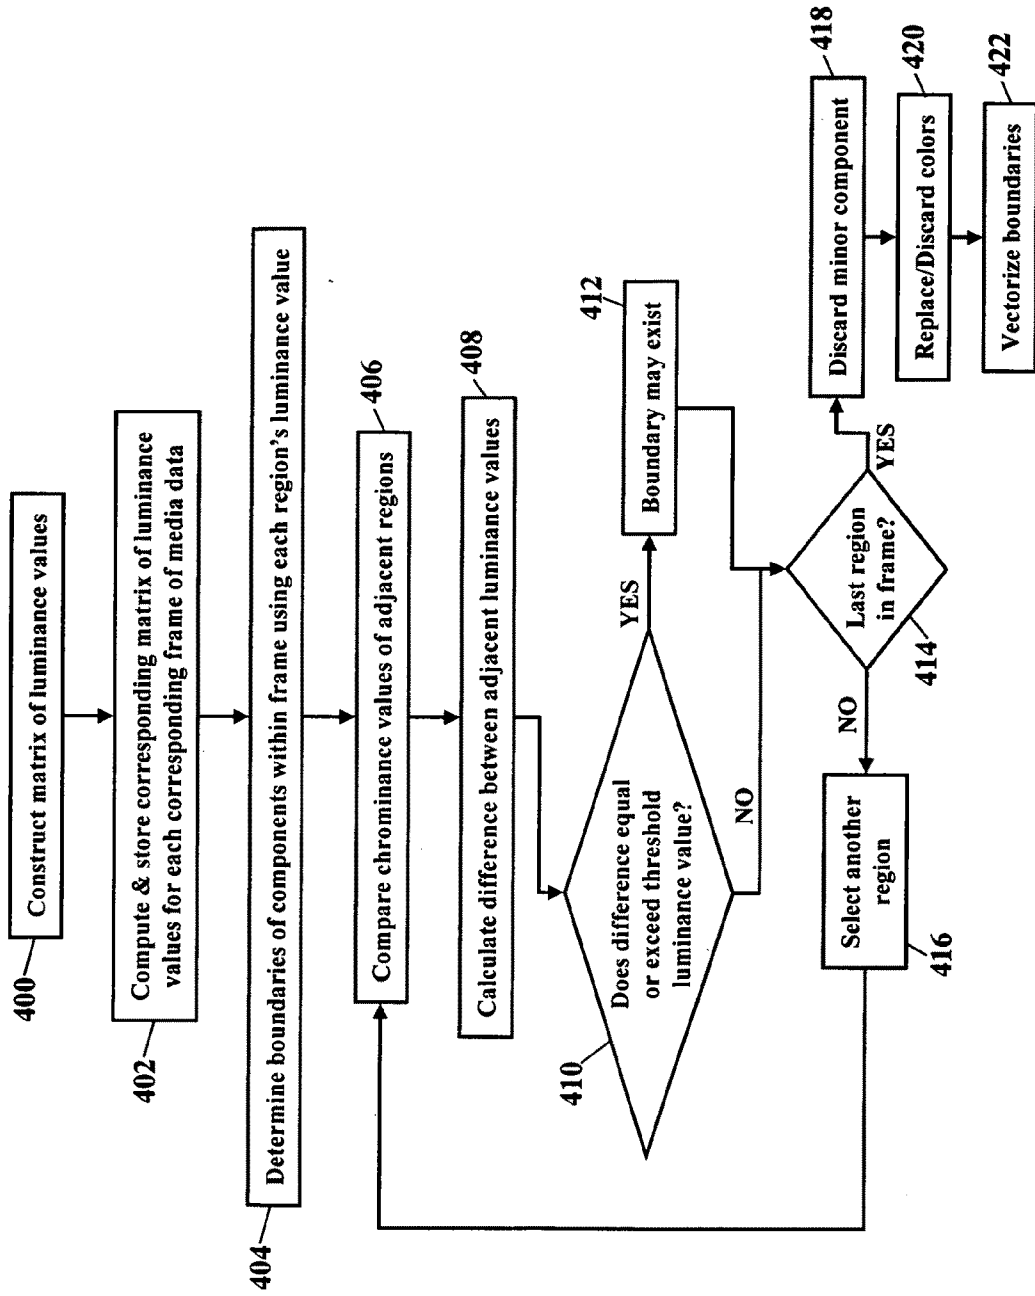 Construct matrix of luminance values
400
Compute & store corresponding matrix of luminance
values for each corresponding frame of media data
402
Determine boundaries of components within frame using each region's luminance value
404
Compare chrominance values of adjacent regions
406
Calculate difference between adjacent luminance values
408
Does difference equal
or exceed threshold
luminance value?
410
YES
NO
Boundary may exist
412
Last region
in frame?
414
NO
YES
Select another
region
416
Discard minor component
418
Replace/Discard colors
420
Vectorize boundaries
422